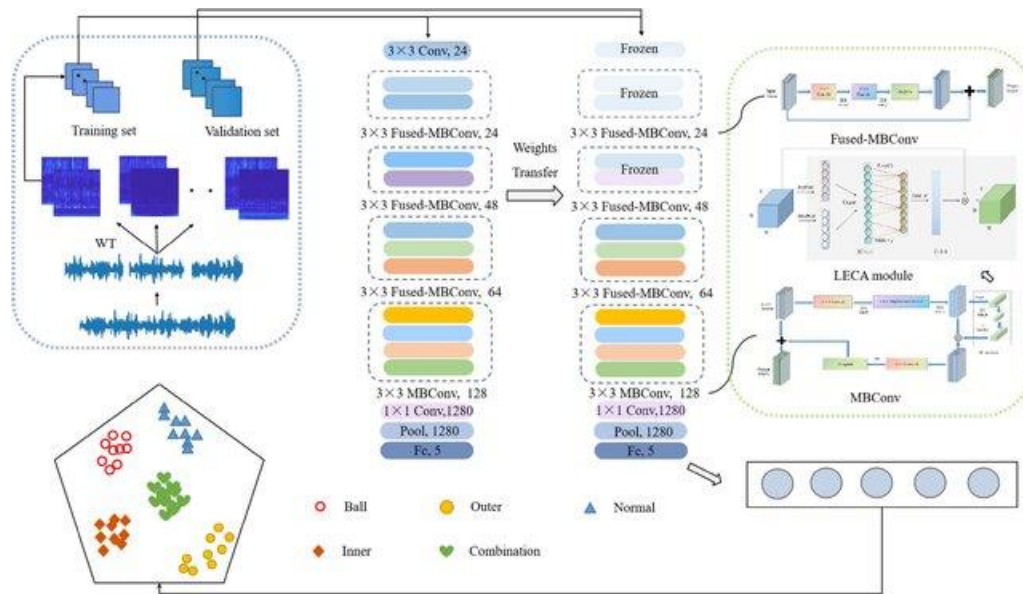 Training set
Validation set
WT
3×3 Conv, 24
3×3 Fused-MBConv, 24
3×3 Fused-MBConv, 48
3×3 Fused-MBConv, 64
3×3 MBConv, 128
1×1 Conv,1280
Pool, 1280
Fc, 5
Weights
Transfer
Frozen
Frozen
3×3 Fused-MBConv, 24
Frozen
3×3 Fused-MBConv, 48
3×3 Fused-MBConv, 64
3×3 MBConv, 128
1×1 Conv,1280
Pool, 1280
Fc, 5
Fused-MBConv
LECA module
MBConv
Ball
Outer
Normal
Inner
Combination